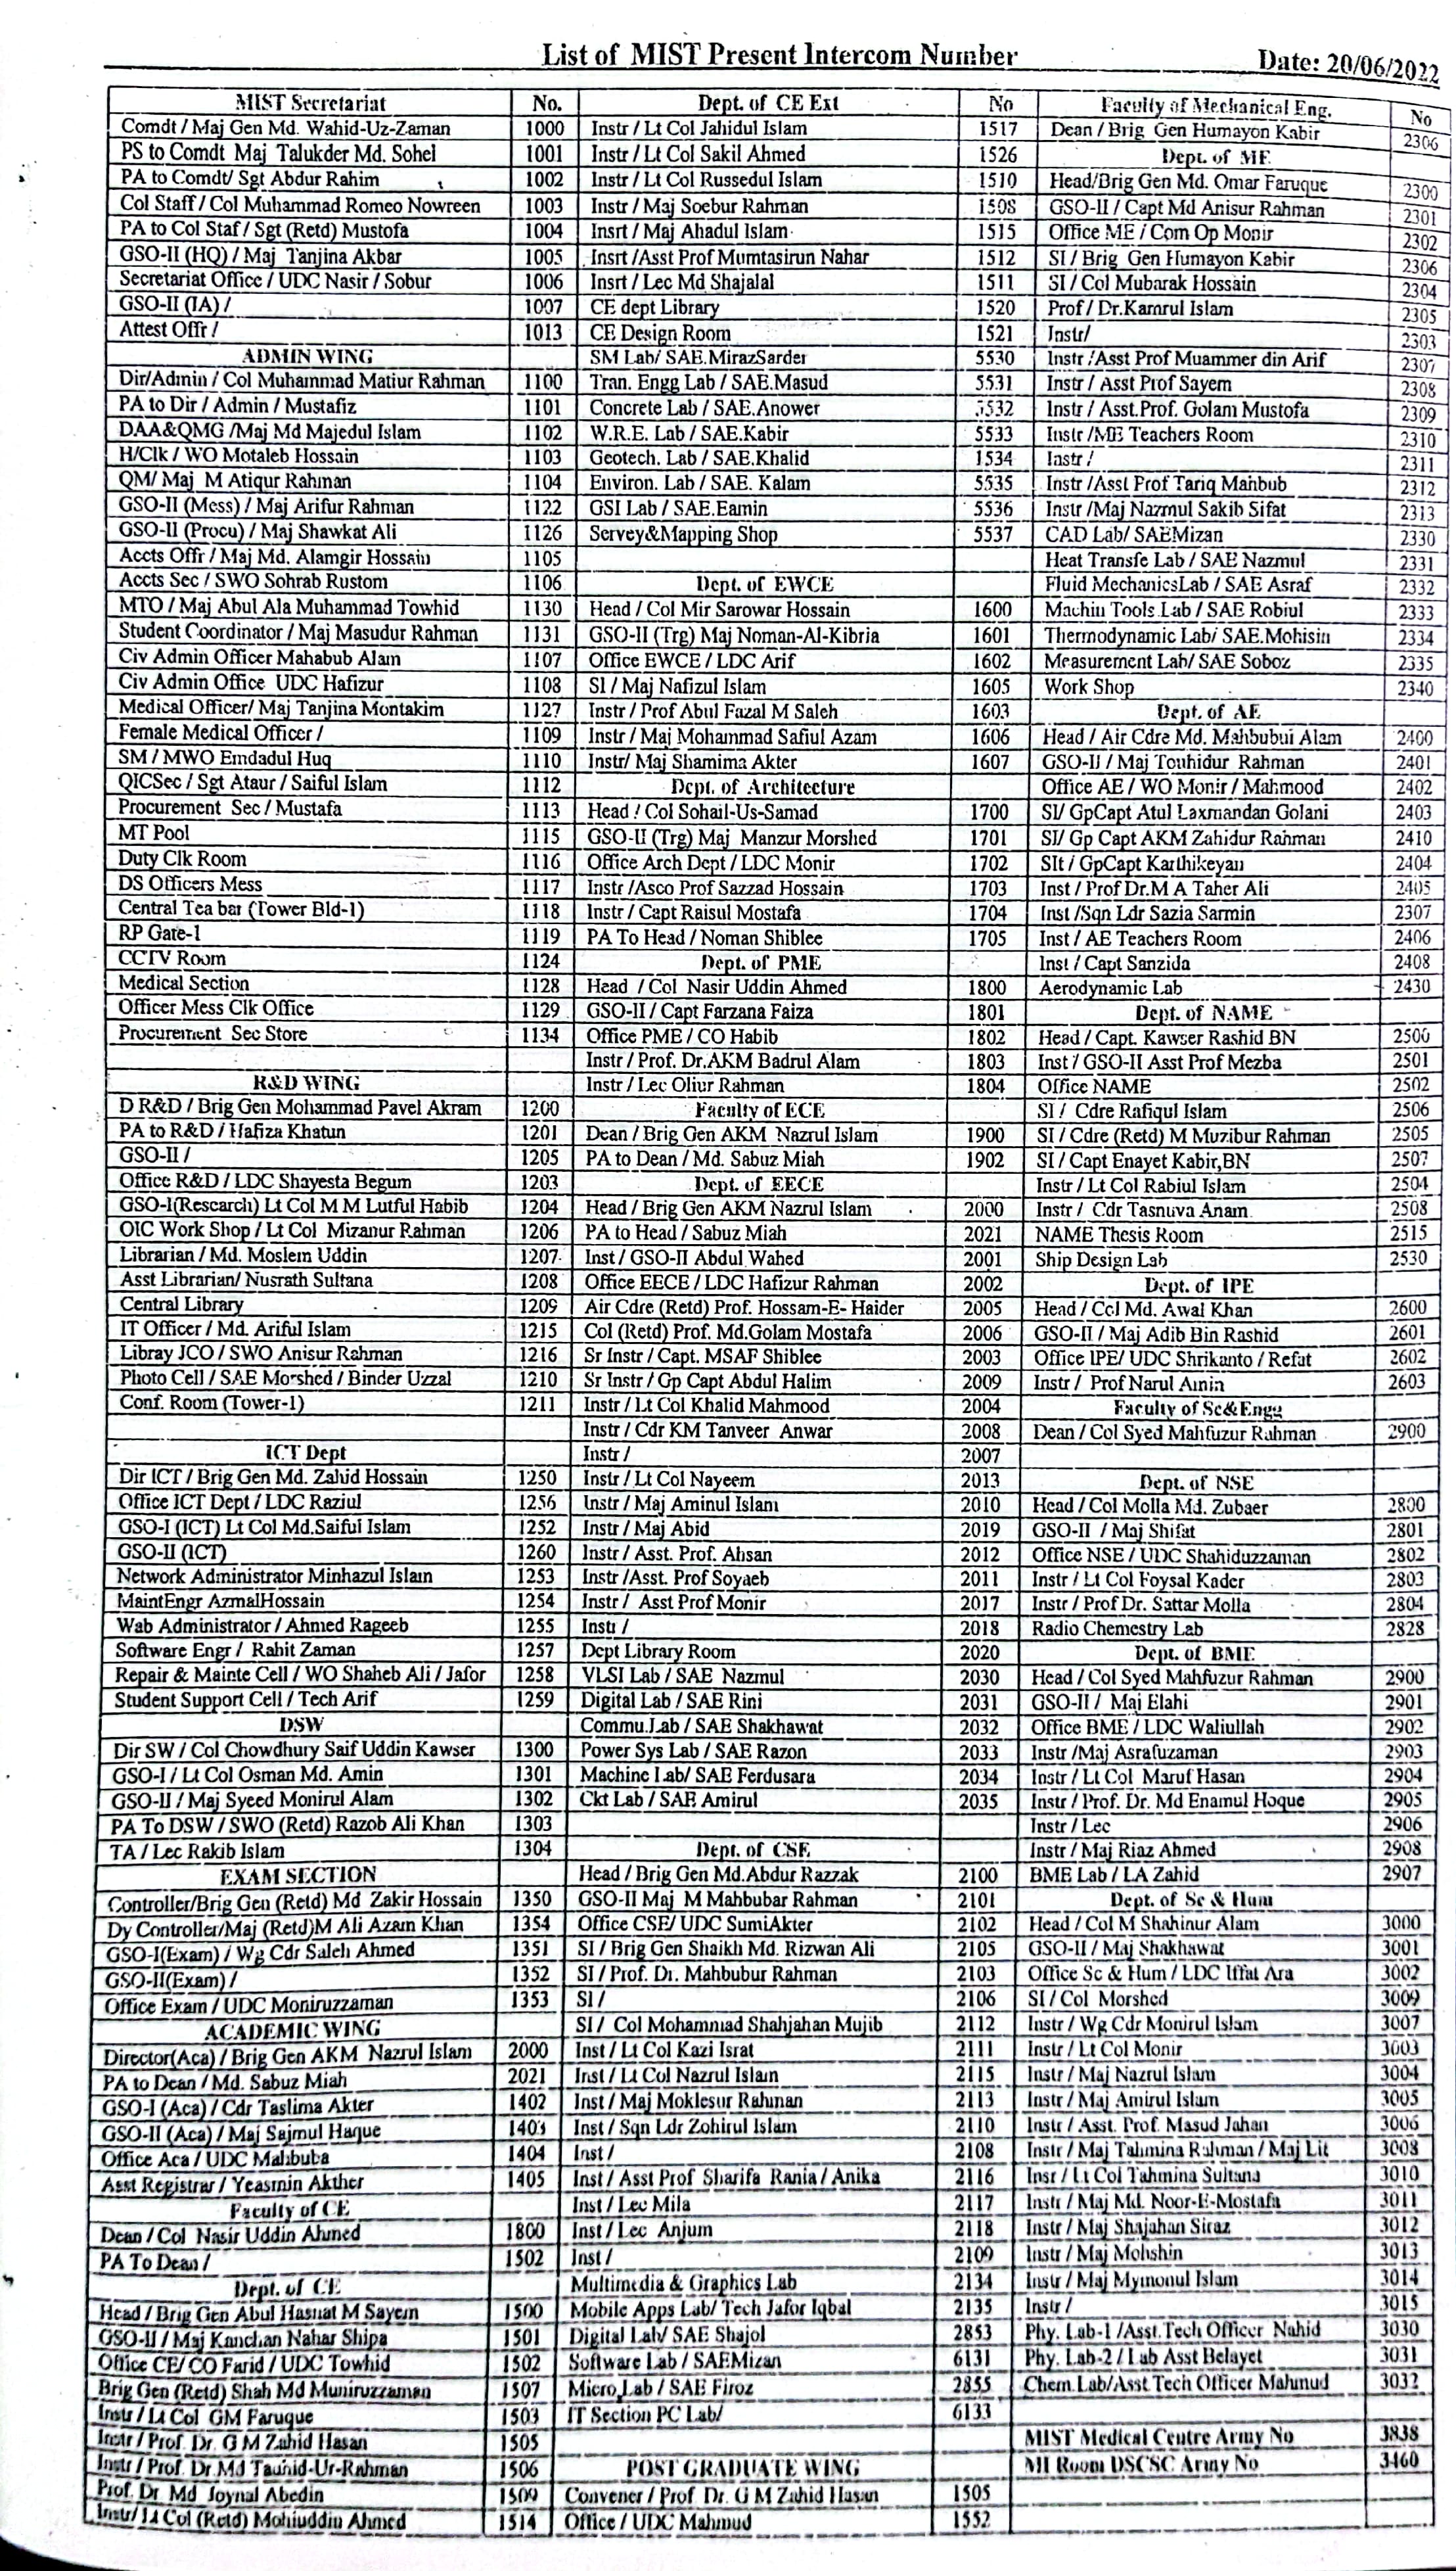 List of MIST Present Intercom Number
Date: 20/06/2022
MIST Secretariat No.
Comdt / Maj Gen Md. Wahid-Uz-Zaman 1000
PS to Comdt Maj Talukder Md. Sohel 1001
PA to Comdt/ Sgt Abdur Rahim 1002
Col Staff / Col Muhammad Romeo Nowreen 1003
PA to Col Staf / Sgt (Retd) Mustofa 1004
GSO-II (HQ) / Maj Tanjina Akbar 1005
Secretariat Office / UDC Nasir / Sobur 1006
GSO-II (IA) / 1007
Attest Offr / 1013
ADMIN WING
Dir/Admin / Col Muhammad Matiur Rahman 1100
PA to Dir / Admin / Mustafiz 1101
DAA&QMG /Maj Md Majedul Islam 1102
H/Clk / WO Motaleb Hossain 1103
QM/ Maj M Atiqur Rahman 1104
GSO-II (Mess) / Maj Arifur Rahman 1122
GSO-II (Procu) / Maj Shawkat Ali 1126
Accts Offr / Maj Md. Alamgir Hossain 1105
Accts Sec / SWO Sohrab Rustom 1106
MTO / Maj Abul Ala Muhammad Towhid 1130
Student Coordinator / Maj Masudur Rahman 1131
Civ Admin Officer Mahabub Alam 1107
Civ Admin Office UDC Hafizur 1108
Medical Officer/ Maj Tanjina Montakim 1127
Female Medical Officer / 1109
SM / MWO Emdadul Huq 1110
QICSec / Sgt Ataur / Saiful Islam 1112
Procurement Sec / Mustafa 1113
MT Pool 1115
Duty Clk Room 1116
DS Officers Mess 1117
Central Tea bar (Tower Bld-1) 1118
RP Gate-1 1119
CCTV Room 1124
Medical Section 1128
Officer Mess Clk Office 1129
Procurement Sec Store 1134
R&D WING
D R&D / Brig Gen Mohammad Pavel Akram 1200
PA to R&D / Hafiza Khatun 1201
GSO-II / 1205
Office R&D / LDC Shayesta Begum 1203
GSO-I(Research) Lt Col M M Lutful Habib 1204
OIC Work Shop / Lt Col Mizanur Rahman 1206
Librarian / Md. Moslem Uddin 1207
Asst Librarian/ Nusrath Sultana 1208
Central Library 1209
IT Officer / Md. Ariful Islam 1215
Libray JCO / SWO Anisur Rahman 1216
Photo Cell / SAE Morshed / Binder Uzzal 1210
Conf. Room (Tower-1) 1211
ICT Dept
Dir ICT / Brig Gen Md. Zahid Hossain 1250
Office ICT Dept / LDC Raziul 1256
GSO-I (ICT) Lt Col Md.Saiful Islam 1252
GSO-II (ICT) 1260
Network Administrator Minhazul Islam 1253
MaintEngr AzmalHossain 1254
Wab Administrator / Ahmed Rageeb 1255
Software Engr / Rahit Zaman 1257
Repair & Mainte Cell / WO Shaheb Ali / Jafor 1258
Student Support Cell / Tech Arif 1259
DSW
Dir SW / Col Chowdhury Saif Uddin Kawser 1300
GSO-I / Lt Col Osman Md. Amin 1301
GSO-II / Maj Syeed Monirul Alam 1302
PA To DSW / SWO (Retd) Razob Ali Khan 1303
TA / Lec Rakib Islam 1304
EXAM SECTION
Controller/Brig Gen (Retd) Md Zakir Hossain 1350
Dy Controller/Maj (Retd)M Ali Azam Khan 1354
GSO-I(Exam) / Wg Cdr Saleh Ahmed 1351
GSO-II(Exam) / 1352
Office Exam / UDC Moniruzzaman 1353
ACADEMIC WING
Director(Aca) / Brig Gen AKM Nazrul Islam 2000
PA to Dean / Md. Sabuz Miah 2021
GSO-I (Aca) / Cdr Taslima Akter 1402
GSO-II (Aca) / Maj Sajmul Haque 1403
Office Aca / UDC Mahbuba 1404
Asst Registrar / Yeasmin Akther 1405
Faculty of CE
Dean / Col Nasir Uddin Ahmed 1800
PA To Dean / 1502
Dept. of CE
Head / Brig Gen Abul Hasnat M Sayem 1500
GSO-II / Maj Kanchan Nahar Shipa 1501
Office CE/ CO Farid / UDC Towhid 1502
Brig Gen (Retd) Shah Md Muniruzzaman 1507
Instr / Lt Col GM Faruque 1503
Instr / Prof. Dr. G M Zahid Hasan 1505
Instr / Prof. Dr.Md Tauhid-Ur-Rahman 1506
Prof. Dr. Md Joynal Abedin 1509
Instr/ Lt Col (Retd) Mohiuddin Ahmed 1514
Dept. of CE Ext No
Instr / Lt Col Jahidul Islam 1517
Instr / Lt Col Sakil Ahmed 1526
Instr / Lt Col Russedul Islam 1510
Instr / Maj Soebur Rahman 1508
Insrt / Maj Ahadul Islam 1515
Insrt /Asst Prof Mumtasirun Nahar 1512
Insrt / Lec Md Shajalal 1511
CE dept Library 1520
CE Design Room 1521
SM Lab/ SAE.MirazSarder 5530
Tran. Engg Lab / SAE.Masud 5531
Concrete Lab / SAE.Anower 5532
W.R.E. Lab / SAE.Kabir 5533
Geotech. Lab / SAE.Khalid 1534
Environ. Lab / SAE. Kalam 5535
GSI Lab / SAE.Eamin 5536
Servey&Mapping Shop 5537
Dept. of EWCE
Head / Col Mir Sarowar Hossain 1600
GSO-II (Trg) Maj Noman-Al-Kibria 1601
Office EWCE / LDC Arif 1602
SI / Maj Nafizul Islam 1605
Instr / Prof Abul Fazal M Saleh 1603
Instr / Maj Mohammad Safiul Azam 1606
Instr/ Maj Shamima Akter 1607
Dept. of Architecture
Head / Col Sohail-Us-Samad 1700
GSO-II (Trg) Maj Manzur Morshed 1701
Office Arch Dept / LDC Monir 1702
Instr /Asco Prof Sazzad Hossain 1703
Instr / Capt Raisul Mostafa 1704
PA To Head / Noman Shiblee 1705
Dept. of PME
Head / Col Nasir Uddin Ahmed 1800
GSO-II / Capt Farzana Faiza 1801
Office PME / CO Habib 1802
Instr / Prof. Dr.AKM Badrul Alam 1803
Instr / Lec Oliur Rahman 1804
Faculty of ECE
Dean / Brig Gen AKM Nazrul Islam 1900
PA to Dean / Md. Sabuz Miah 1902
Dept. of EECE
Head / Brig Gen AKM Nazrul Islam 2000
PA to Head / Sabuz Miah 2021
Inst / GSO-II Abdul Wahed 2001
Office EECE / LDC Hafizur Rahman 2002
Air Cdre (Retd) Prof. Hossam-E- Haider 2005
Col (Retd) Prof. Md.Golam Mostafa 2006
Sr Instr / Capt. MSAF Shiblee 2003
Sr Instr / Gp Capt Abdul Halim 2009
Instr / Lt Col Khalid Mahmood 2004
Instr / Cdr KM Tanveer Anwar 2008
Instr / 2007
Instr / Lt Col Nayeem 2013
Instr / Maj Aminul Islam 2010
Instr / Maj Abid 2019
Instr / Asst. Prof. Ahsan 2012
Instr /Asst. Prof Soyaeb 2011
Instr / Asst Prof Monir 2017
Instr / 2018
Dept Library Room 2020
VLSI Lab / SAE Nazmul 2030
Digital Lab / SAE Rini 2031
Commu.Lab / SAE Shakhawat 2032
Power Sys Lab / SAE Razon 2033
Machine Lab/ SAE Ferdusara 2034
Ckt Lab / SAE Amirul 2035
Dept. of CSE
Head / Brig Gen Md.Abdur Razzak 2100
GSO-II Maj M Mahbubar Rahman 2101
Office CSE/ UDC SumiAkter 2102
SI / Brig Gen Shaikh Md. Rizwan Ali 2105
SI / Prof. Dr. Mahbubur Rahman 2103
SI / 2106
SI / Col Mohammad Shahjahan Mujib 2112
Inst / Lt Col Kazi Israt 2111
Inst / Lt Col Nazrul Islam 2115
Inst / Maj Moklesur Rahman 2113
Inst / Sqn Ldr Zohirul Islam 2110
Inst / 2108
Inst / Asst Prof Sharifa Rania / Anika 2116
Inst / Lec Mila 2117
Inst / Lec Anjum 2118
Inst / 2109
Multimedia & Graphics Lab 2134
Mobile Apps Lab/ Tech Jafor Iqbal 2135
Digital Lab/ SAE Shajol 2853
Software Lab / SAEMizan 6131
Micro,Lab / SAE Firoz 2855
IT Section PC Lab/ 6133
POST GRADUATE WING
Convener / Prof. Dr. G M Zahid Hasan 1505
Office / UDC Mahmud 1552
Faculty of Mechanical Eng. No
Dean / Brig Gen Humayon Kabir 2306
Dept. of ME
Head/Brig Gen Md. Omar Faruque 2300
GSO-II / Capt Md Anisur Rahman 2301
Office ME / Com Op Monir 2302
SI / Brig Gen Humayon Kabir 2306
SI / Col Mubarak Hossain 2304
Prof / Dr.Kamrul Islam 2305
Instr/ 2303
Instr /Asst Prof Muammer din Arif 2307
Instr / Asst Prof Sayem 2308
Instr / Asst.Prof. Golam Mustofa 2309
Instr /ME Teachers Room 2310
Instr / 2311
Instr /Asst Prof Tariq Mahbub 2312
Instr /Maj Nazmul Sakib Sifat 2313
CAD Lab/ SAEMizan 2330
Heat Transfe Lab / SAE Nazmul 2331
Fluid MechanicsLab / SAE Asraf 2332
Machin Tools.Lab / SAE Robiul 2333
Thermodynamic Lab/ SAE.Mohisin 2334
Measurement Lab/ SAE Soboz 2335
Work Shop 2340
Dept. of AE
Head / Air Cdre Md. Mahbubul Alam 2400
GSO-II / Maj Touhidur Rahman 2401
Office AE / WO Monir / Mahmood 2402
SI/ GpCapt Atul Laxmandan Golani 2403
SI/ Gp Capt AKM Zahidur Rahman 2410
SIt / GpCapt Karthikeyan 2404
Inst / Prof Dr.M A Taher Ali 2405
Inst /Sqn Ldr Sazia Sarmin 2307
Inst / AE Teachers Room 2406
Inst / Capt Sanzida 2408
Aerodynamic Lab 2430
Dept. of NAME
Head / Capt. Kawser Rashid BN 2500
Inst / GSO-II Asst Prof Mezba 2501
Office NAME 2502
SI / Cdre Rafiqul Islam 2506
SI / Cdre (Retd) M Muzibur Rahman 2505
SI / Capt Enayet Kabir,BN 2507
Instr / Lt Col Rabiul Islam 2504
Instr / Cdr Tasnuva Anam 2508
NAME Thesis Room 2515
Ship Design Lab 2530
Dept. of IPE
Head / Col Md. Awal Khan 2600
GSO-II / Maj Adib Bin Rashid 2601
Office IPE/ UDC Shrikanto / Refat 2602
Instr / Prof Narul Amin 2603
Faculty of Sc&Engg
Dean / Col Syed Mahfuzur Rahman 2900
Dept. of NSE
Head / Col Molla Md. Zubaer 2800
GSO-II / Maj Shifat 2801
Office NSE / UDC Shahiduzzaman 2802
Instr / Lt Col Foysal Kader 2803
Instr / Prof Dr. Sattar Molla 2804
Radio Chemestry Lab 2828
Dept. of BME
Head / Col Syed Mahfuzur Rahman 2900
GSO-II / Maj Elahi 2901
Office BME / LDC Waliullah 2902
Instr /Maj Asrafuzaman 2903
Instr / Lt Col Maruf Hasan 2904
Instr / Prof. Dr. Md Enamul Hoque 2905
Instr / Lec 2906
Instr / Maj Riaz Ahmed 2908
BME Lab / LA Zahid 2907
Dept. of Sc & Hum
Head / Col M Shahinur Alam 3000
GSO-II / Maj Shakhawat 3001
Office Sc & Hum / LDC Iffat Ara 3002
SI / Col Morshed 3009
Instr / Wg Cdr Monirul Islam 3007
Instr / Lt Col Monir 3003
Instr / Maj Nazrul Islam 3004
Instr / Maj Amirul Islam 3005
Instr / Asst. Prof. Masud Jahan 3006
Instr / Maj Tahmina Rahman / Maj Lit 3008
Insr / Lt Col Tahmina Sultana 3010
Instr / Maj Md. Noor-E-Mostafa 3011
Instr / Maj Shajahan Siraz 3012
Instr / Maj Mohshin 3013
Instr / Maj Mymonul Islam 3014
Instr / 3015
Phy. Lab-1 /Asst.Tech Officer Nahid 3030
Phy. Lab-2 / Lab Asst Belayet 3031
Chem.Lab/Asst Tech Officer Mahmud 3032
MIST Medical Centre Army No 3838
MI Room DSCSC Army No 3460